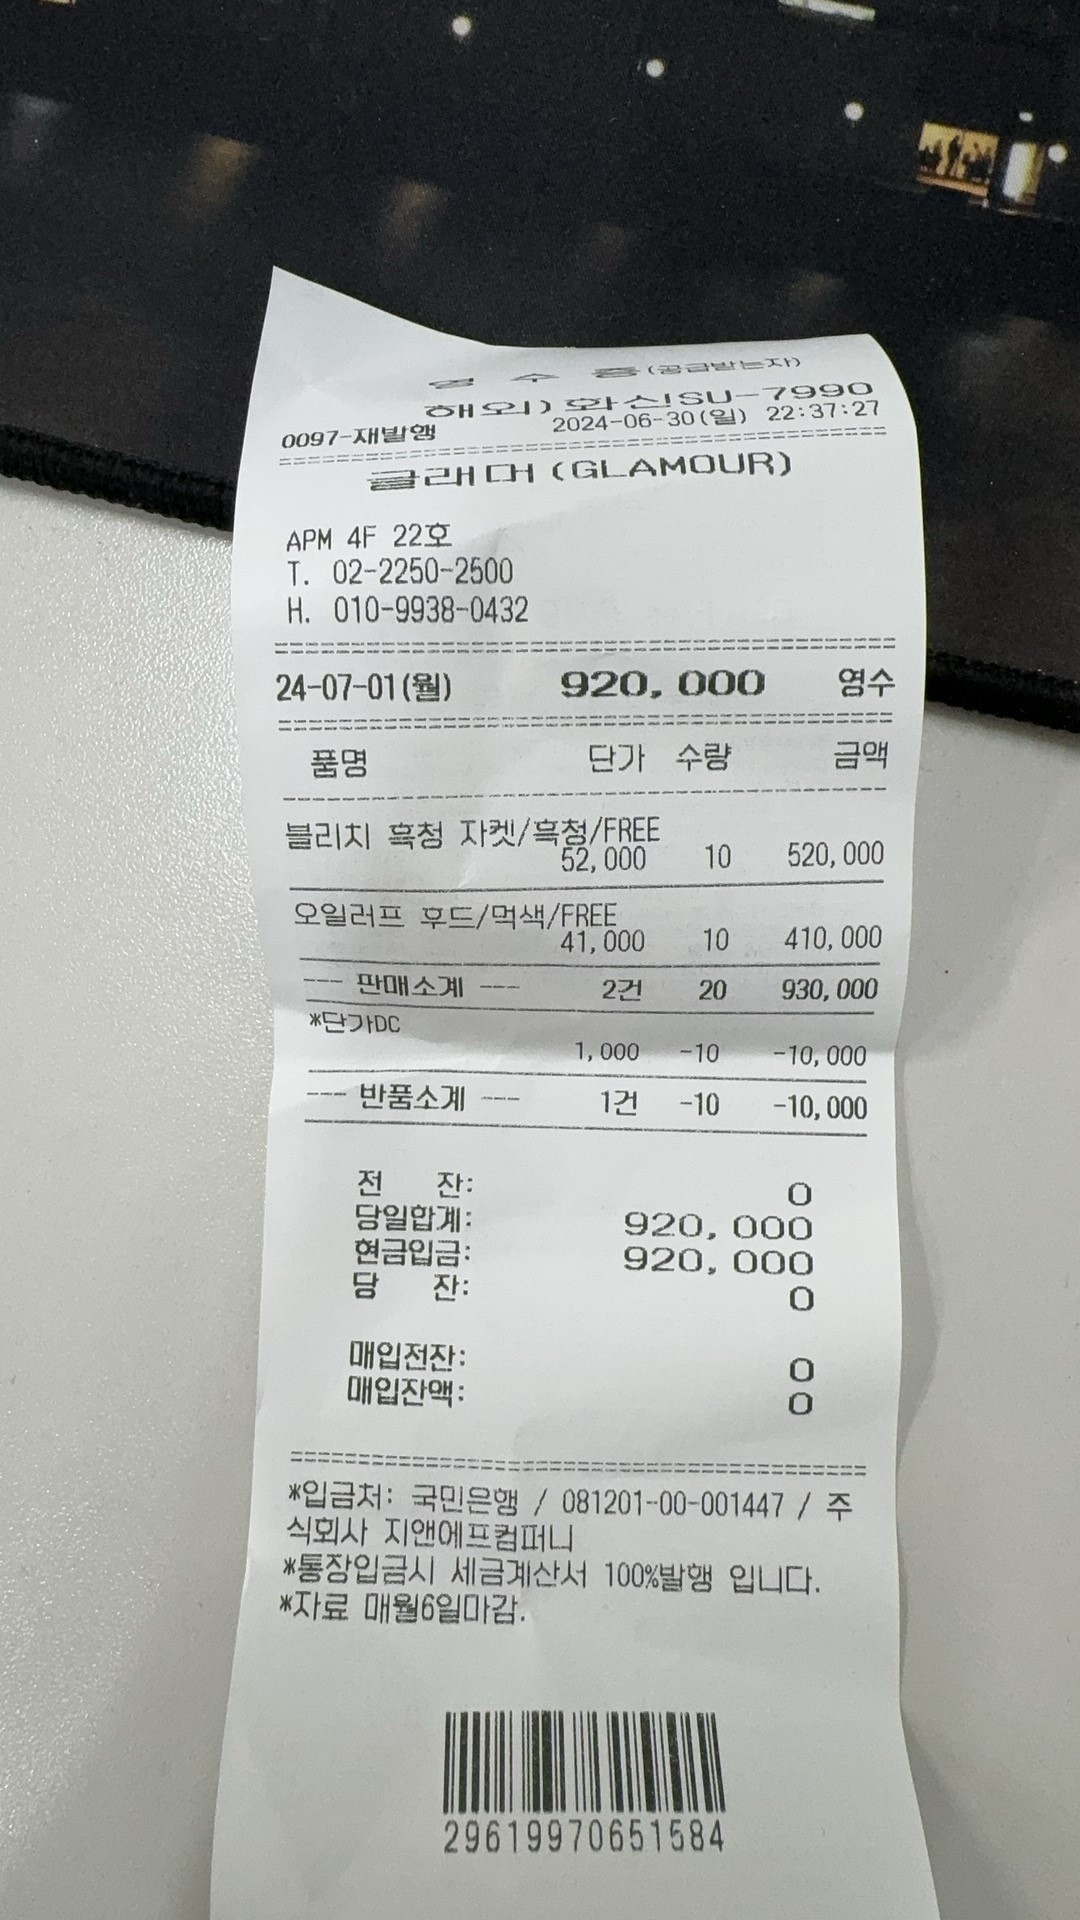 영 수 증(공급받는자)
해외)화신!SU-7990
0097-재발행 2024-06-30(일) 22:37:27
글래머(GLAMOUR)
APM 4F 22호
T. 02-2250-2500
H. 010-9938-0432
24-07-01(월) 920,000 영수
품명 단가 수량 금액
블리치 흑청 자켓/흑청/FREE
52,000 10 520,000
오일러프 후드/먹색/FREE
41,000 10 410,000
--- 판매소계 --- 2건 20 930,000
*단가DC
1,000 -10 -10,000
--- 반품소계 --- 1건 -10 -10,000
전 잔: 0
당일합계: 920,000
현금입금: 920,000
당 잔: 0
매입전잔: 0
매입잔액: 0
*입금처: 국민은행 / 081201-00-001447 / 주
식회사 지앤에프컴퍼니
*통장입금시 세금계산서 100%발행 입니다.
*자료 매월6일마감.
29619970651584